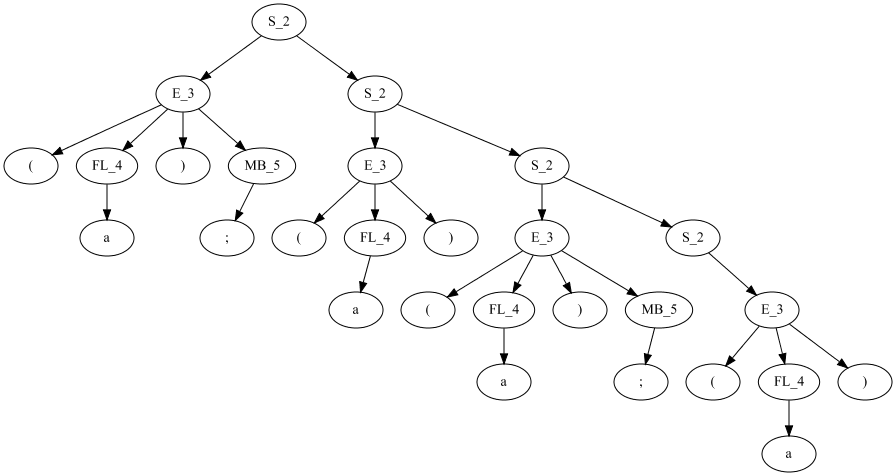 S_2
E_3
S_2
(
FL_4
)
MB_5
E_3
S_2
a
;
(
FL_4
)
E_3
S_2
a
(
FL_4
)
MB_5
E_3
a
;
(
FL_4
)
a